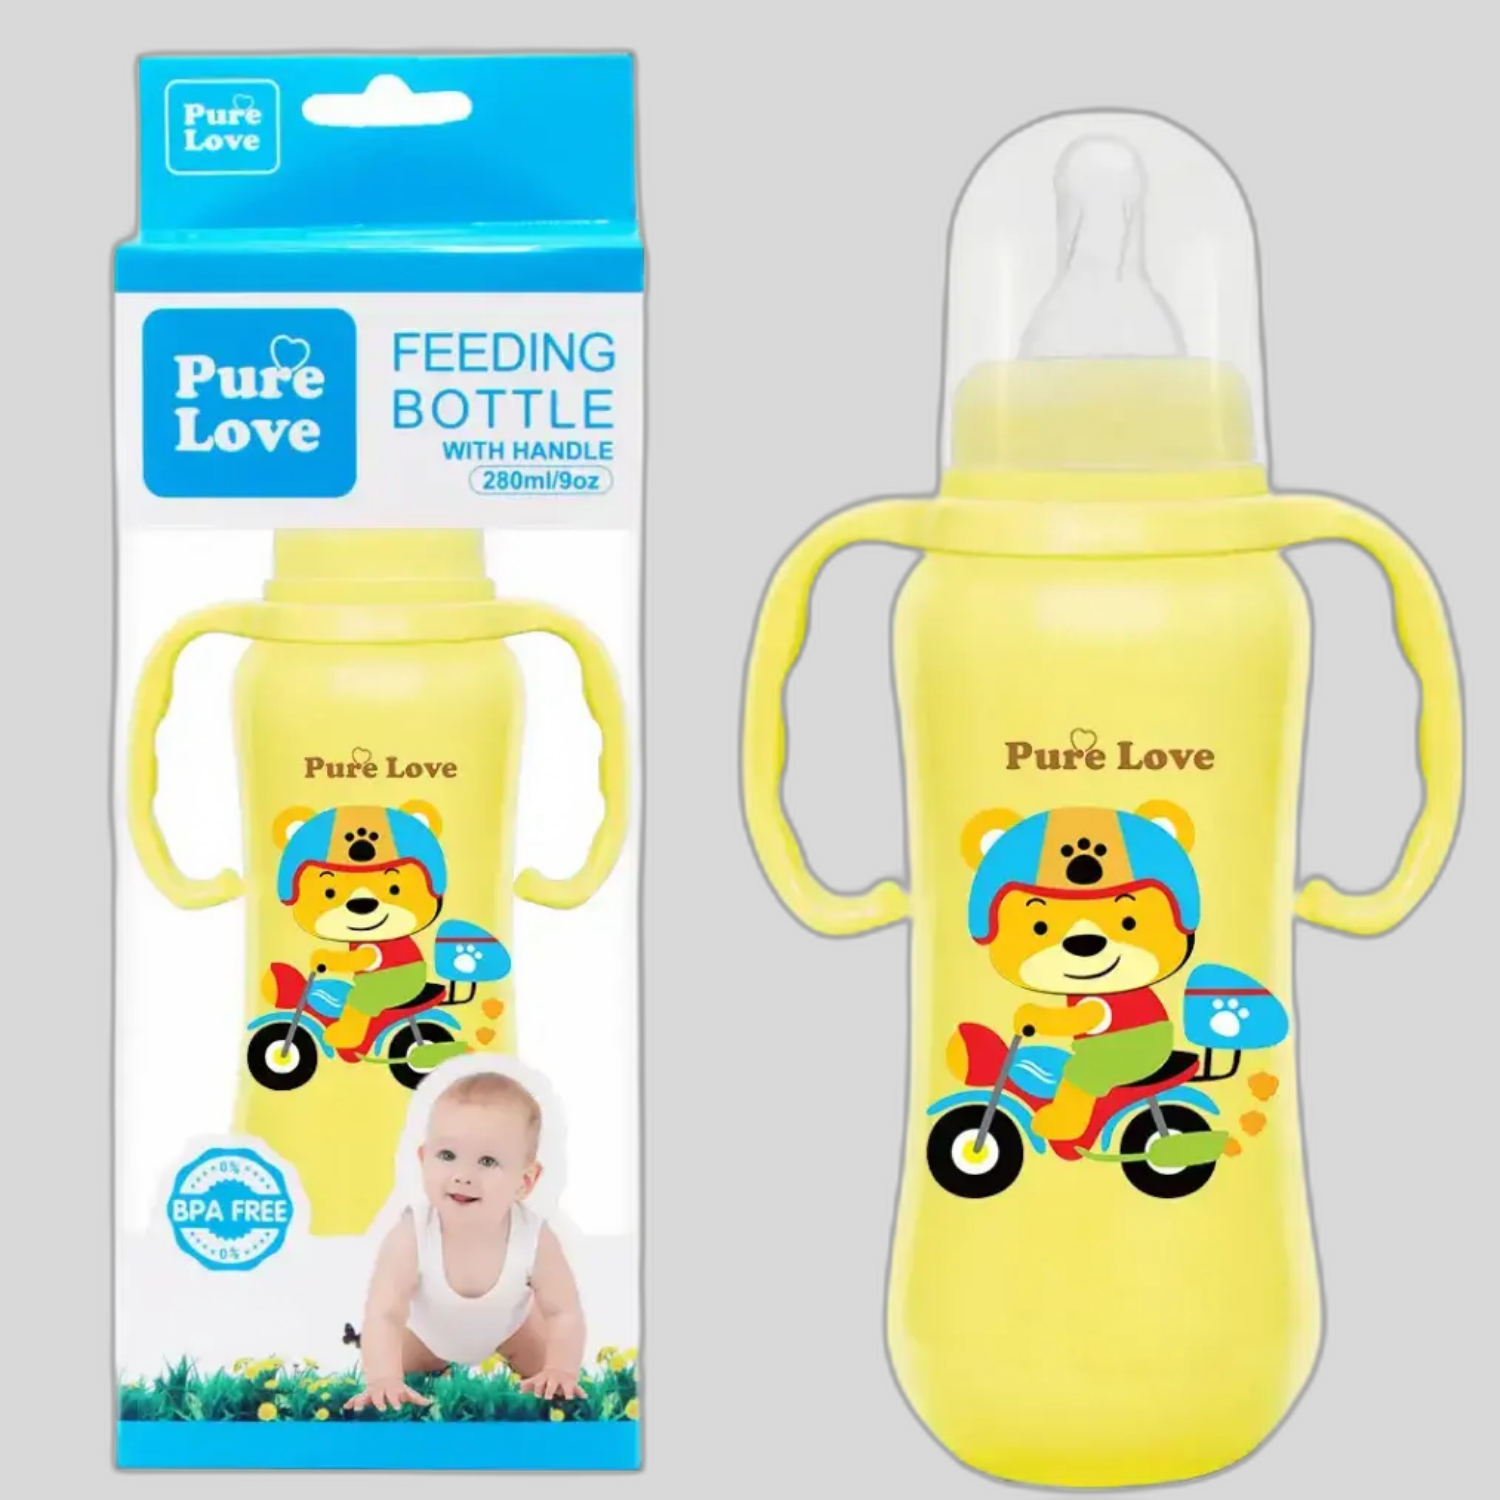 Pure
Love
Pure
Love
FEEDING
BOTTLE
WITH HANDLE
280ml/9oz
Pure Love
0%
BPA FREE
0%
Pure Love